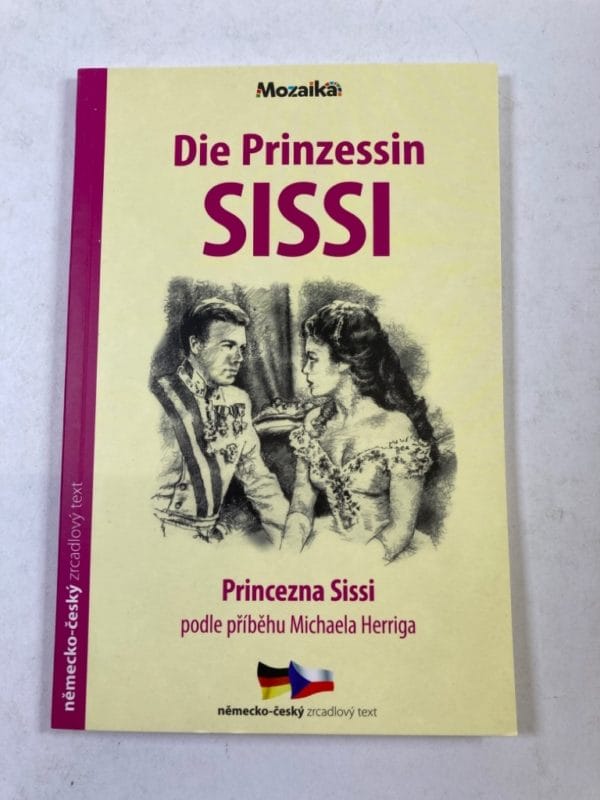 Mozaika
Die Prinzessin
SISSI
Princezna Sissi
podle příběhu Michaela Herriga
německo-český zrcadlový text
německo-český zrcadlový text